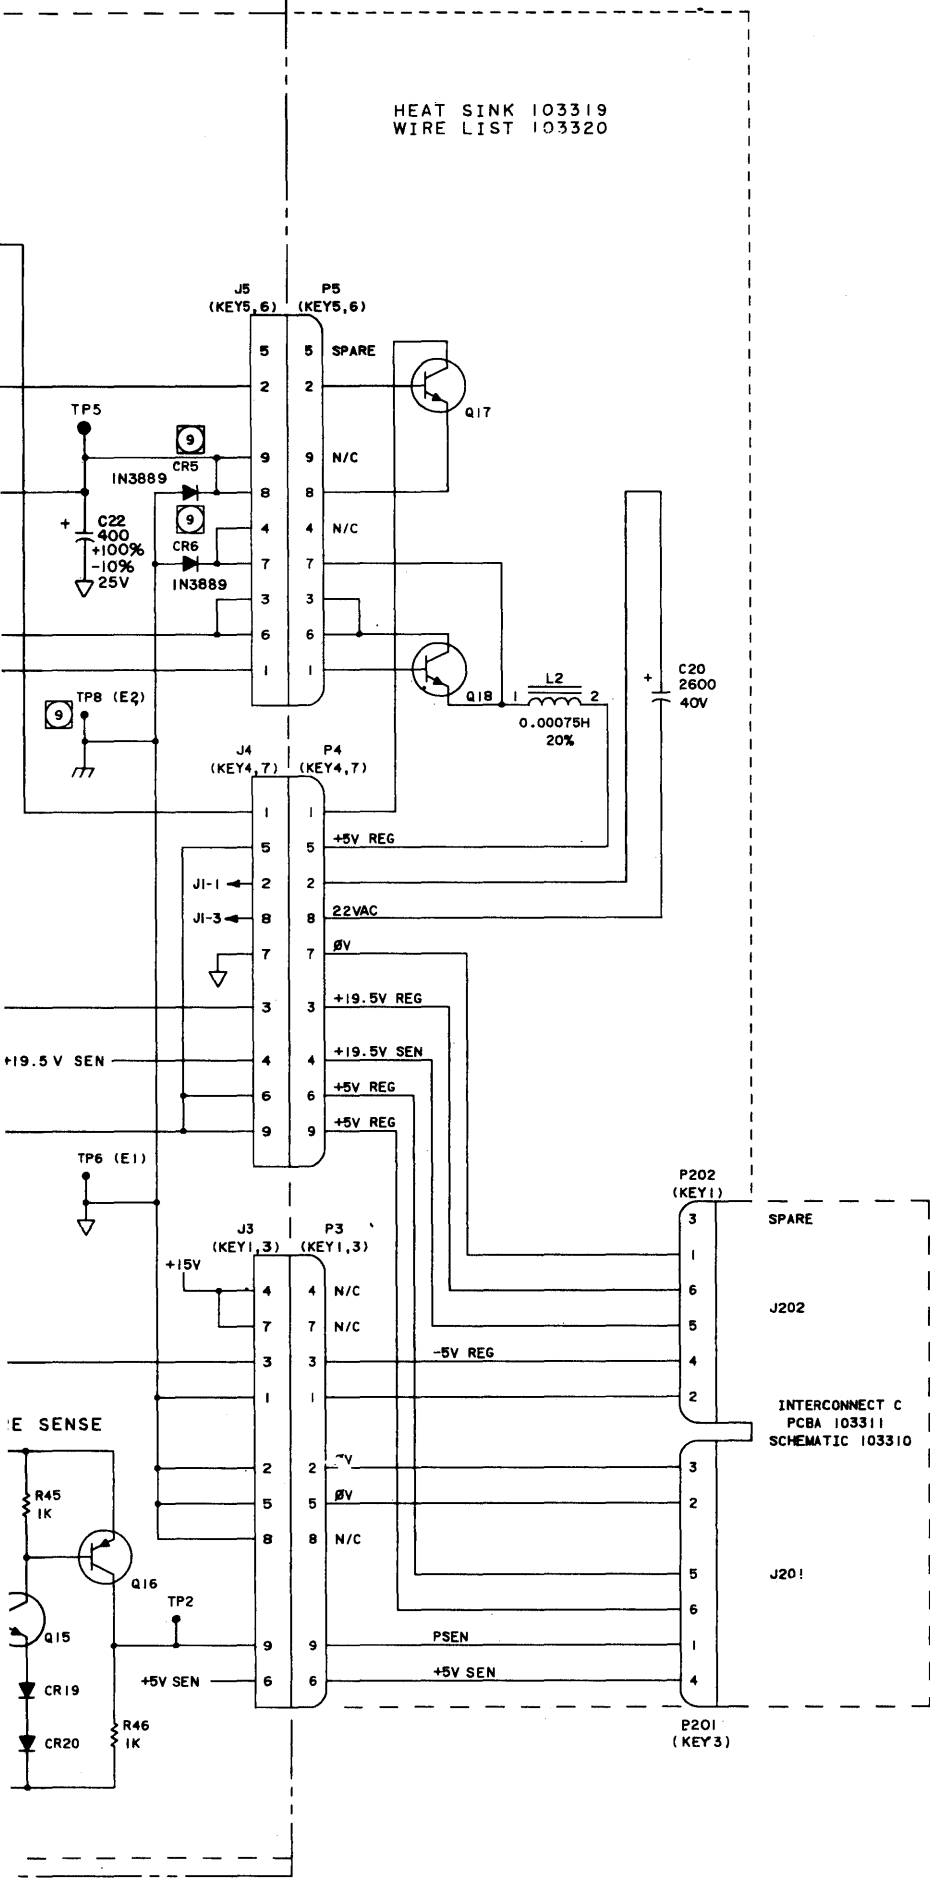 HEAT SINK 103319
WIRE LIST 103320
J5 P5
(KEY5,6) (KEY5,6)
5 5 SPARE
2 2
Q17
TP5
9
CR5
1N3889
9 9 N/C
8 8
+ C22
400
+100%
-10%
25V
9
CR6
1N3889
4 4 N/C
7 7
3 3
6 6
1 1
Q18
1 L2 2
0.00075H
20%
+ C20
2600
40V
9 TP8 (E2)
J4 P4
(KEY4,7) (KEY4,7)
1 1
5 5 +5V REG
J1-1 2 2
J1-3 8 8 22VAC
7 7 ØV
3 3 +19.5V REG
+19.5V SEN 4 4 +19.5V SEN
6 6 +5V REG
9 9 +5V REG
TP6 (E1)
J3 P3
(KEY1,3) (KEY1,3)
+15V
4 4 N/C
7 7 N/C
3 3 -5V REG
1 1
2 2
5 5 ØV
8 8 N/C
9 9 PSEN
+5V SEN 6 6 +5V SEN
P202
(KEY1)
3 SPARE
1
6
J202
5
4
2
INTERCONNECT C
PCBA 103311
SCHEMATIC 103310
3
2
5
J201
6
1
4
P201
(KEY3)
E SENSE
R45
1K
Q16
TP2
Q15
CR19
CR20
R46
1K